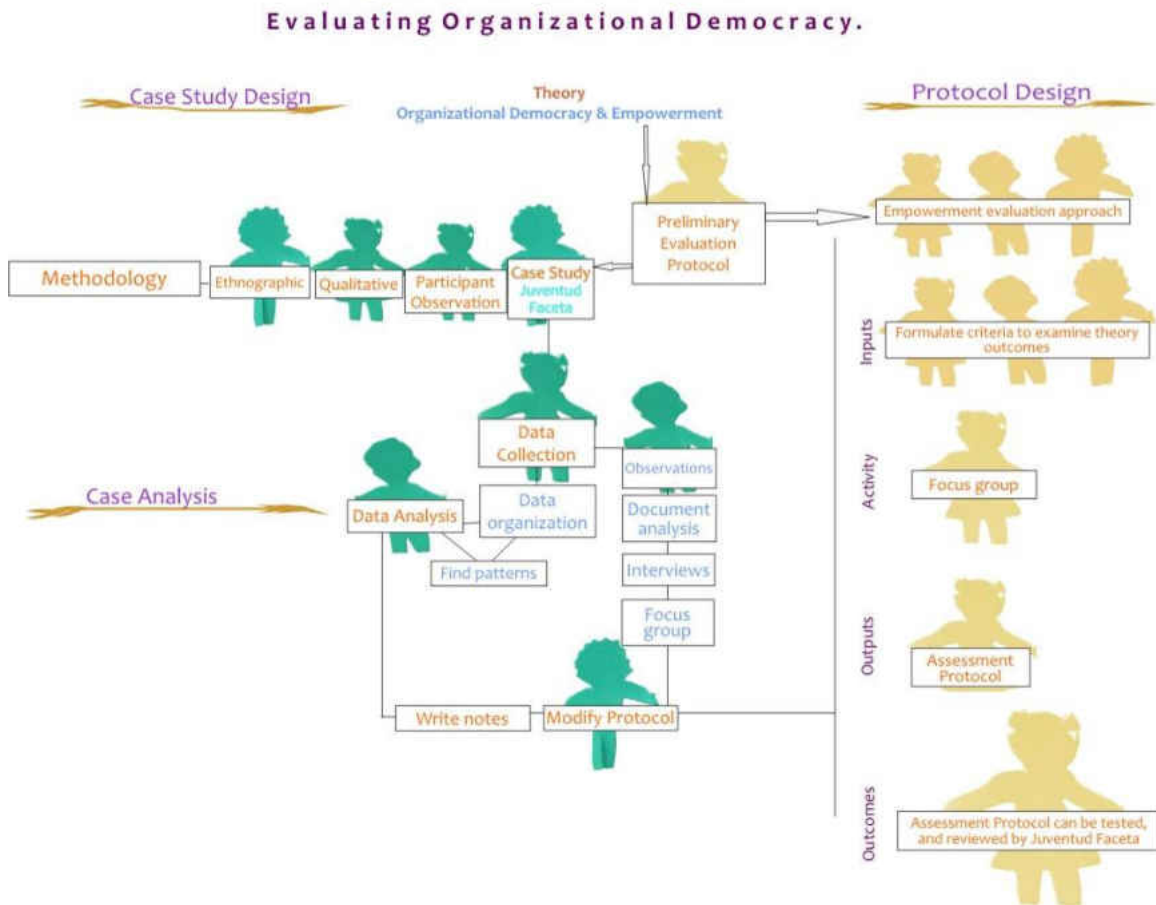 Evaluating Organizational Democracy.
Case Study Design
Theory
Organizational Democracy & Empowerment
Protocol Design
Preliminary
Evaluation
Protocol
Empowerment evaluation approach
Methodology
Ethnographic
Qualitative
Participant
Observation
Case Study
Juventud
Faceta
Inputs
Formulate criteria to examine theory
outcomes
Data
Collection
Observations
Case Analysis
Data Analysis
Data
organization
Document
analysis
Find patterns
Interviews
Focus
group
Activity
Focus group
Outputs
Assessment
Protocol
Write notes
Modify Protocol
Outcomes
Assessment Protocol can be tested,
and reviewed by Juventud Faceta